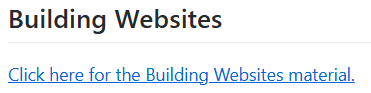 Building Websites
Click here for the Building Websites material.